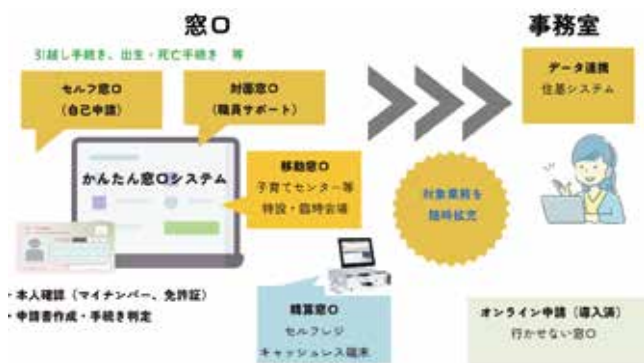 窓口
引越し手続き、出生・死亡手続き 等
セルフ窓口
(自己申請)
対面窓口
(職員サポート)
かんたん窓口システム
移動窓口
子育てセンター等
特設・臨時会場
・本人確認(マイナンバー、免許証)
・申請書作成・手続き判定
精算窓口
セルフレジ
キャッシュレス端末
事務室
データ連携
住基システム
対象業務を
随時拡充
オンライン申請(導入済)
行かせない窓口